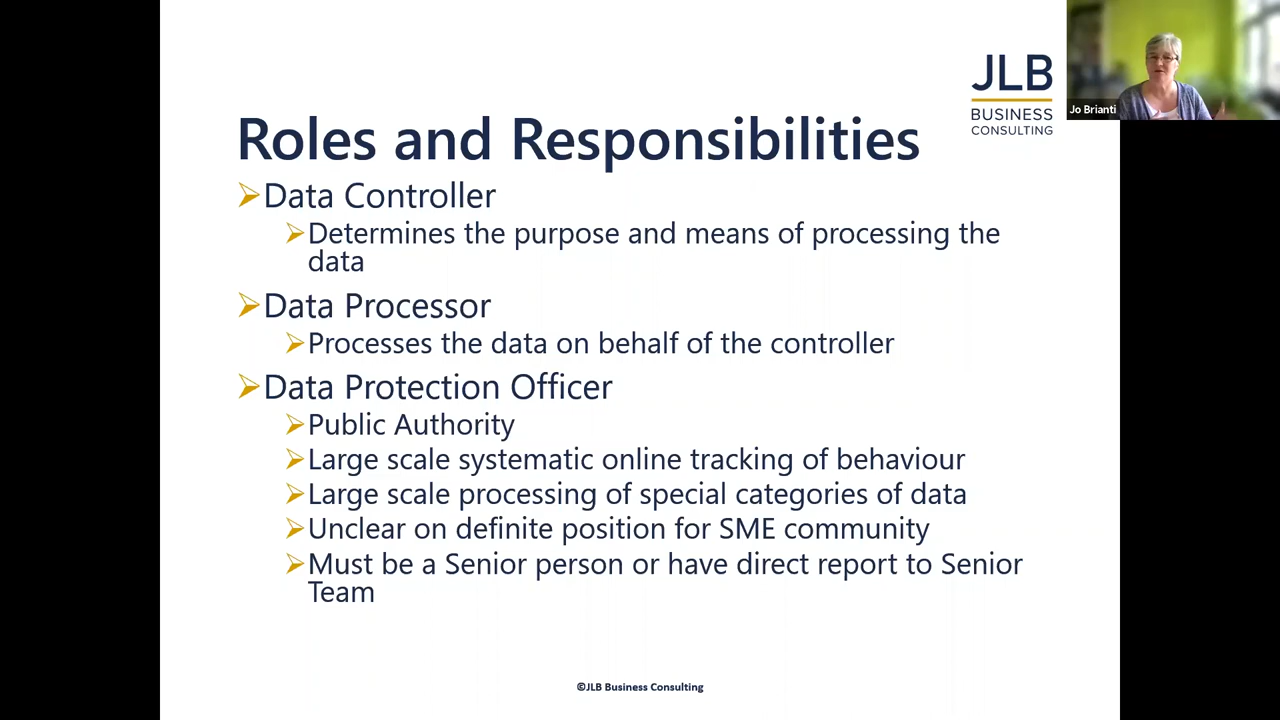 JLB
BUSINESS
CONSULTING
Jo Brianti
Roles and Responsibilities
Data Controller
Determines the purpose and means of processing the
data
Data Processor
Processes the data on behalf of the controller
Data Protection Officer
Public Authority
Large scale systematic online tracking of behaviour
Large scale processing of special categories of data
Unclear on definite position for SME community
Must be a Senior person or have direct report to Senior
Team
©JLB Business Consulting